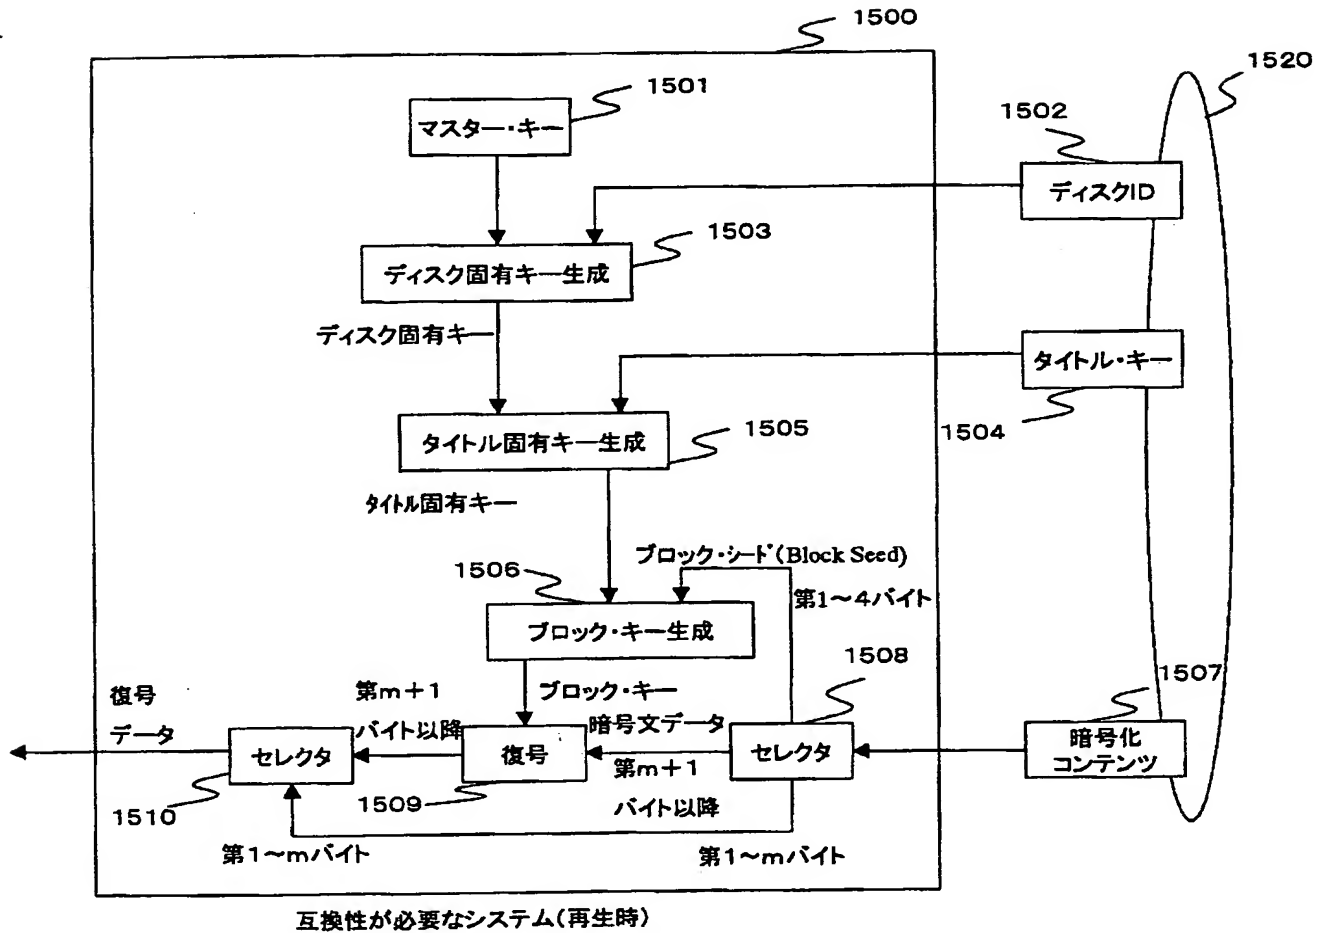 1500
1520
1501
マスター・キー
1502
ディスクID
1503
ディスク固有キー生成
ディスク固有キー
タイトル・キー
1504
1505
タイトル固有キー生成
タイトル固有キー
ブロック・シード(Block Seed)
1506
第1～4バイト
ブロック・キー生成
1508
1507
復号
データ
第m+1
バイト以降
ブロック・キー
暗号文データ
セレクタ
復号
セレクタ
暗号化
コンテンツ
第m+1
バイト以降
1510
1509
第1～mバイト
第1～mバイト
互換性が必要なシステム(再生時)